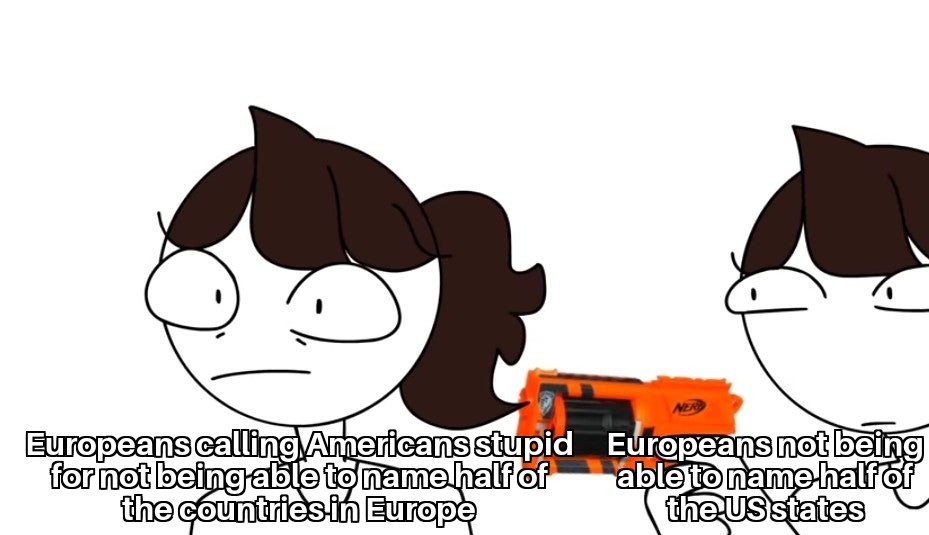 NERF
Europeans calling Americans stupid
for not being able to name half of
the countries in Europe
Europeans not being
able to name half of
the US states